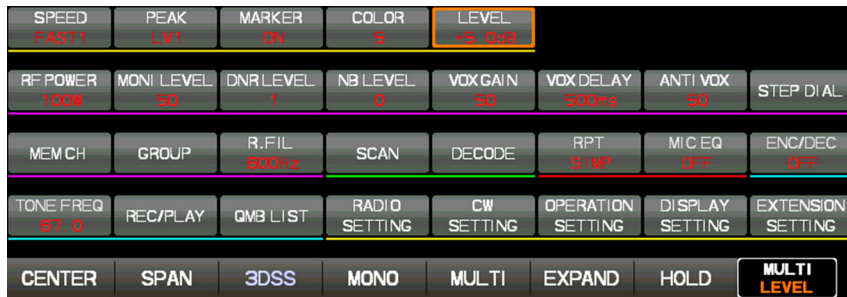 SPEED PEAK MARKER COLOR LEVEL
FAST1 LV1 ON 5 +5.0dB
RF POWER MONI LEVEL DNR LEVEL NB LEVEL VOX GAIN VOX DELAY ANTI VOX STEP DIAL
100W 50 1 0 50 500ms 50
MEM CH GROUP R.FIL SCAN DECODE RPT MIC EQ ENC/DEC
600Hz SIMP OFF OFF
TONE FREQ REC/PLAY QMB LIST RADIO CW OPERATION DISPLAY EXTENSION
67.0 SETTING SETTING SETTING SETTING SETTING
CENTER SPAN 3DSS MONO MULTI EXPAND HOLD MULTI
LEVEL